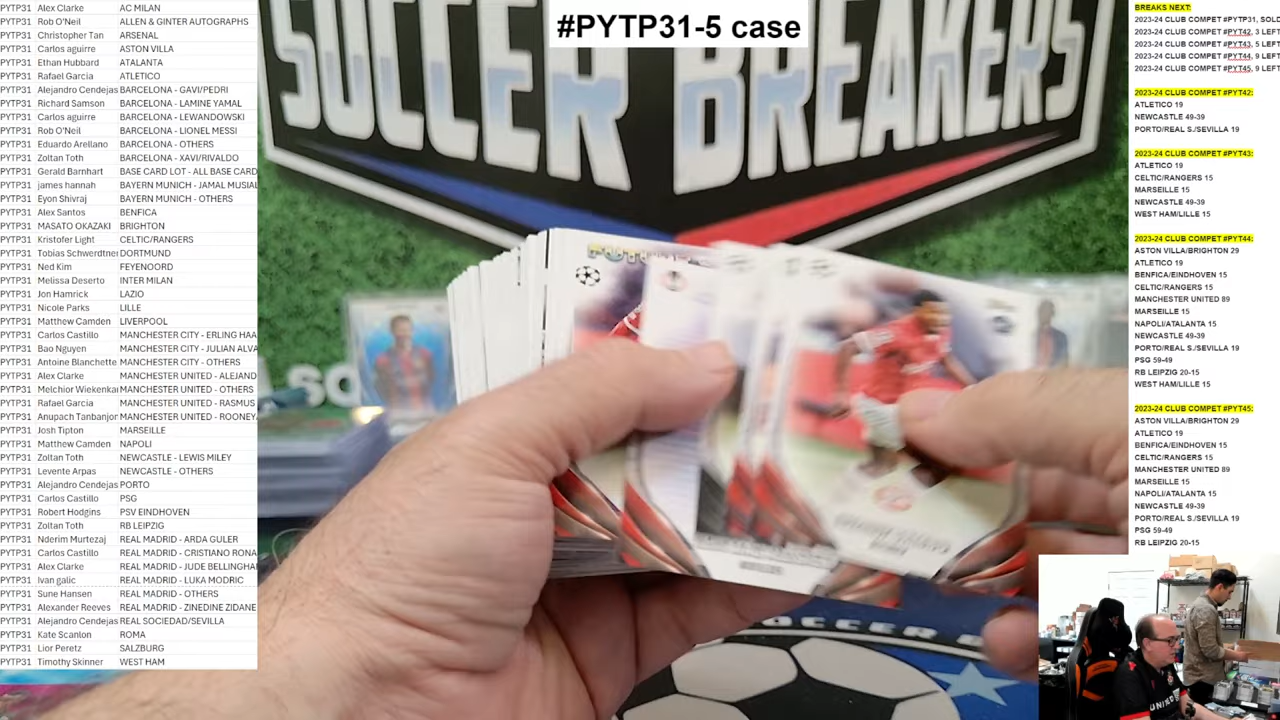 #PYTP31-5 case
SOCCER BREAKERS
PYTP31 Alex Clarke AC MILAN
PYTP31 Rob O'Neil ALLEN & GINTER AUTOGRAPHS
PYTP31 Christopher Tan ARSENAL
PYTP31 Carlos aguirre ASTON VILLA
PYTP31 Ethan Hubbard ATALANTA
PYTP31 Rafael Garcia ATLETICO
PYTP31 Alejandro Cendejas BARCELONA - GAVI/PEDRI
PYTP31 Richard Samson BARCELONA - LAMINE YAMAL
PYTP31 Carlos aguirre BARCELONA - LEWANDOWSKI
PYTP31 Rob O'Neil BARCELONA - LIONEL MESSI
PYTP31 Eduardo Arellano BARCELONA - OTHERS
PYTP31 Zoltan Toth BARCELONA - XAVI/RIVALDO
PYTP31 Gerald Barnhart BASE CARD LOT - ALL BASE CARD
PYTP31 james hannah BAYERN MUNICH - JAMAL MUSIAL
PYTP31 Eyon Shivraj BAYERN MUNICH - OTHERS
PYTP31 Alex Santos BENFICA
PYTP31 MASATO OKAZAKI BRIGHTON
PYTP31 Kristofer Light CELTIC/RANGERS
PYTP31 Tobias Schwerdtner DORTMUND
PYTP31 Ned Kim FEYENOORD
PYTP31 Melissa Deserto INTER MILAN
PYTP31 Jon Hamrick LAZIO
PYTP31 Nicole Parks LILLE
PYTP31 Matthew Camden LIVERPOOL
PYTP31 Carlos Castillo MANCHESTER CITY - ERLING HAA
PYTP31 Bao Nguyen MANCHESTER CITY - JULIAN ALVA
PYTP31 Antoine Blanchette MANCHESTER CITY - OTHERS
PYTP31 Alex Clarke MANCHESTER UNITED - ALEJAND
PYTP31 Melchior Wiekenka MANCHESTER UNITED - OTHERS
PYTP31 Rafael Garcia MANCHESTER UNITED - RASMUS
PYTP31 Anupach Tanbanjor MANCHESTER UNITED - ROONEY
PYTP31 Josh Tipton MARSEILLE
PYTP31 Matthew Camden NAPOLI
PYTP31 Zoltan Toth NEWCASTLE - LEWIS MILEY
PYTP31 Levente Arpas NEWCASTLE - OTHERS
PYTP31 Alejandro Cendejas PORTO
PYTP31 Carlos Castillo PSG
PYTP31 Robert Hodgins PSV EINDHOVEN
PYTP31 Zoltan Toth RB LEIPZIG
PYTP31 Nderim Murtezaj REAL MADRID - ARDA GULER
PYTP31 Carlos Castillo REAL MADRID - CRISTIANO RONA
PYTP31 Alex Clarke REAL MADRID - JUDE BELLINGHA
PYTP31 Ivan galic REAL MADRID - LUKA MODRIC
PYTP31 Sune Hansen REAL MADRID - OTHERS
PYTP31 Alexander Reeves REAL MADRID - ZINEDINE ZIDANE
PYTP31 Alejandro Cendejas REAL SOCIEDAD/SEVILLA
PYTP31 Kate Scanlon ROMA
PYTP31 Lior Peretz SALZBURG
PYTP31 Timothy Skinner WEST HAM
BREAKS NEXT:
2023-24 CLUB COMPET #PYTP31, SOLD
2023-24 CLUB COMPET #PYT42, 3 LEFT
2023-24 CLUB COMPET #PYT43, 5 LEFT
2023-24 CLUB COMPET #PYT44, 9 LEFT
2023-24 CLUB COMPET #PYT45, 9 LEFT
2023-24 CLUB COMPET #PYT42:
ATLETICO 19
NEWCASTLE 49-39
PORTO/REAL S./SEVILLA 19
2023-24 CLUB COMPET #PYT43:
ATLETICO 19
CELTIC/RANGERS 15
MARSEILLE 15
NEWCASTLE 49-39
WEST HAM/LILLE 15
2023-24 CLUB COMPET #PYT44:
ASTON VILLA/BRIGHTON 29
ATLETICO 19
BENFICA/EINDHOVEN 15
CELTIC/RANGERS 15
MANCHESTER UNITED 89
MARSEILLE 15
NAPOLI/ATALANTA 15
NEWCASTLE 49-39
PORTO/REAL S./SEVILLA 19
PSG 59-49
RB LEIPZIG 20-15
WEST HAM/LILLE 15
2023-24 CLUB COMPET #PYT45:
ASTON VILLA/BRIGHTON 29
ATLETICO 19
BENFICA/EINDHOVEN 15
CELTIC/RANGERS 15
MANCHESTER UNITED 89
MARSEILLE 15
NAPOLI/ATALANTA 15
NEWCASTLE 49-39
PORTO/REAL S./SEVILLA 19
PSG 59-49
RB LEIPZIG 20-15